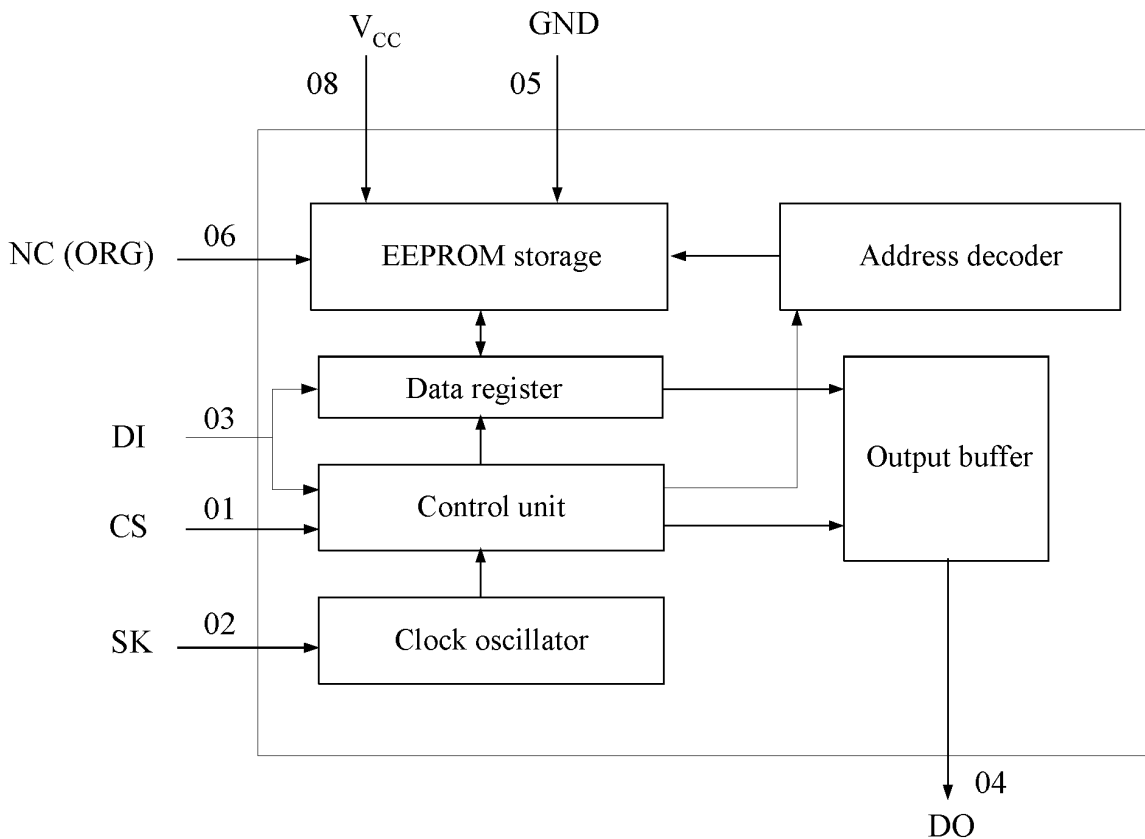 V_CC
GND
08
05
NC (ORG)
06
EEPROM storage
Address decoder
Data register
DI
03
Output buffer
CS
01
Control unit
SK
02
Clock oscillator
04
DO